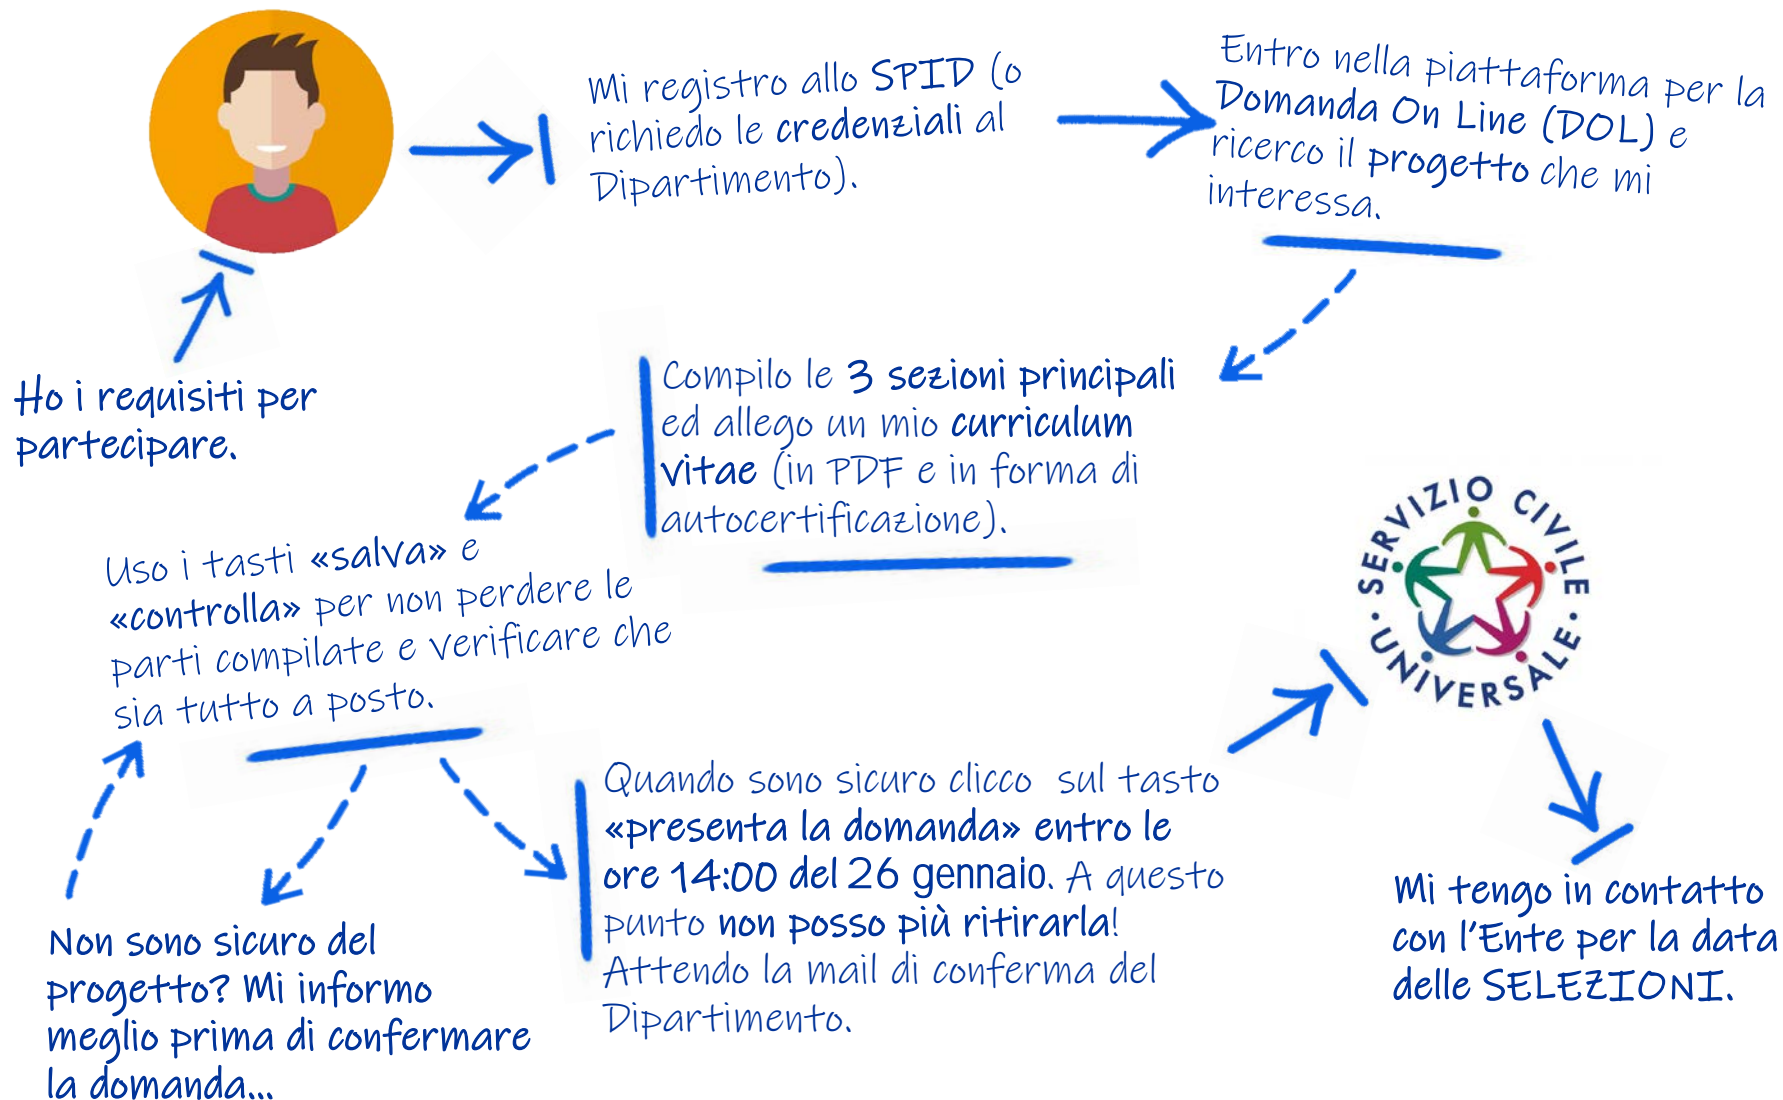 Ho i requisiti per
partecipare.
Mi registro allo SPID (o
richiedo le credenziali al
Dipartimento).
Entro nella piattaforma per la
Domanda On Line (DOL) e
ricerco il progetto che mi
interessa.
Compilo le 3 sezioni principali
ed allego un mio curriculum
vitae (in PDF e in forma di
autocertificazione).
Uso i tasti «salva» e
«controlla» per non perdere le
parti compilate e verificare che
sia tutto a posto.
Non sono sicuro del
progetto? Mi informo
meglio prima di confermare
la domanda...
Quando sono sicuro clicco sul tasto
«presenta la domanda» entro le
ore 14:00 del 26 gennaio. A questo
punto non posso più ritirarla!
Attendo la mail di conferma del
Dipartimento.
SERVIZIO CIVILE
UNIVERSALE
Mi tengo in contatto
con l'Ente per la data
delle SELEZIONI.